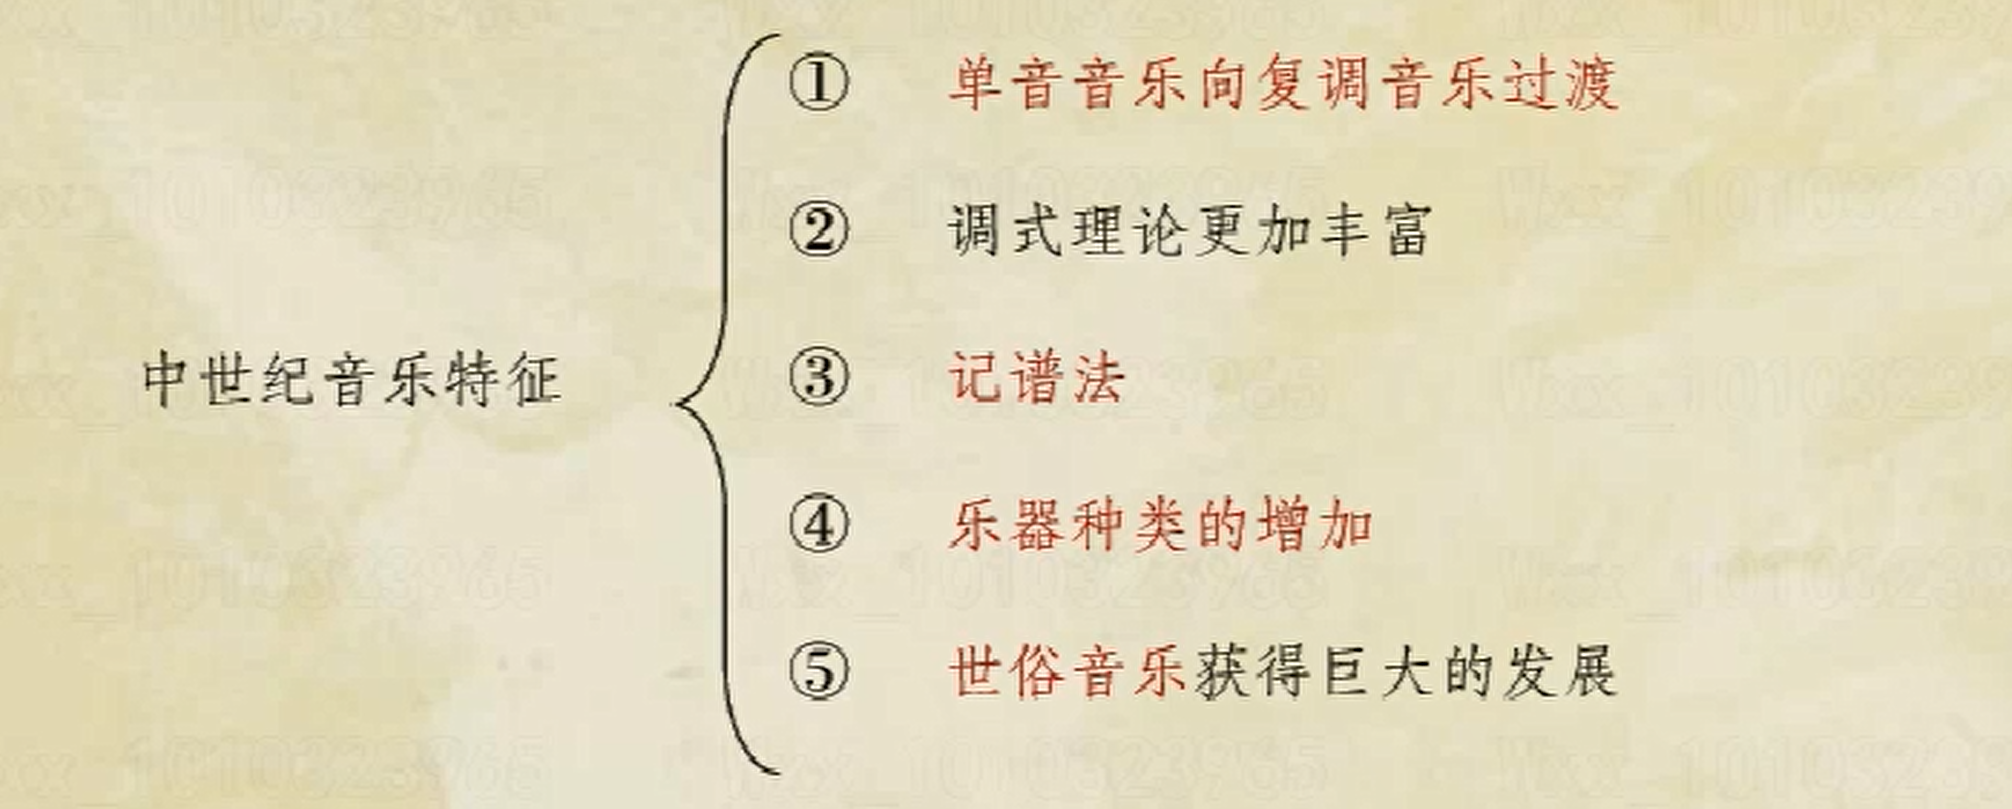 中世纪音乐特征
① 单音音乐向复调音乐过渡
② 调式理论更加丰富
③ 记谱法
④ 乐器种类的增加
⑤ 世俗音乐获得巨大的发展